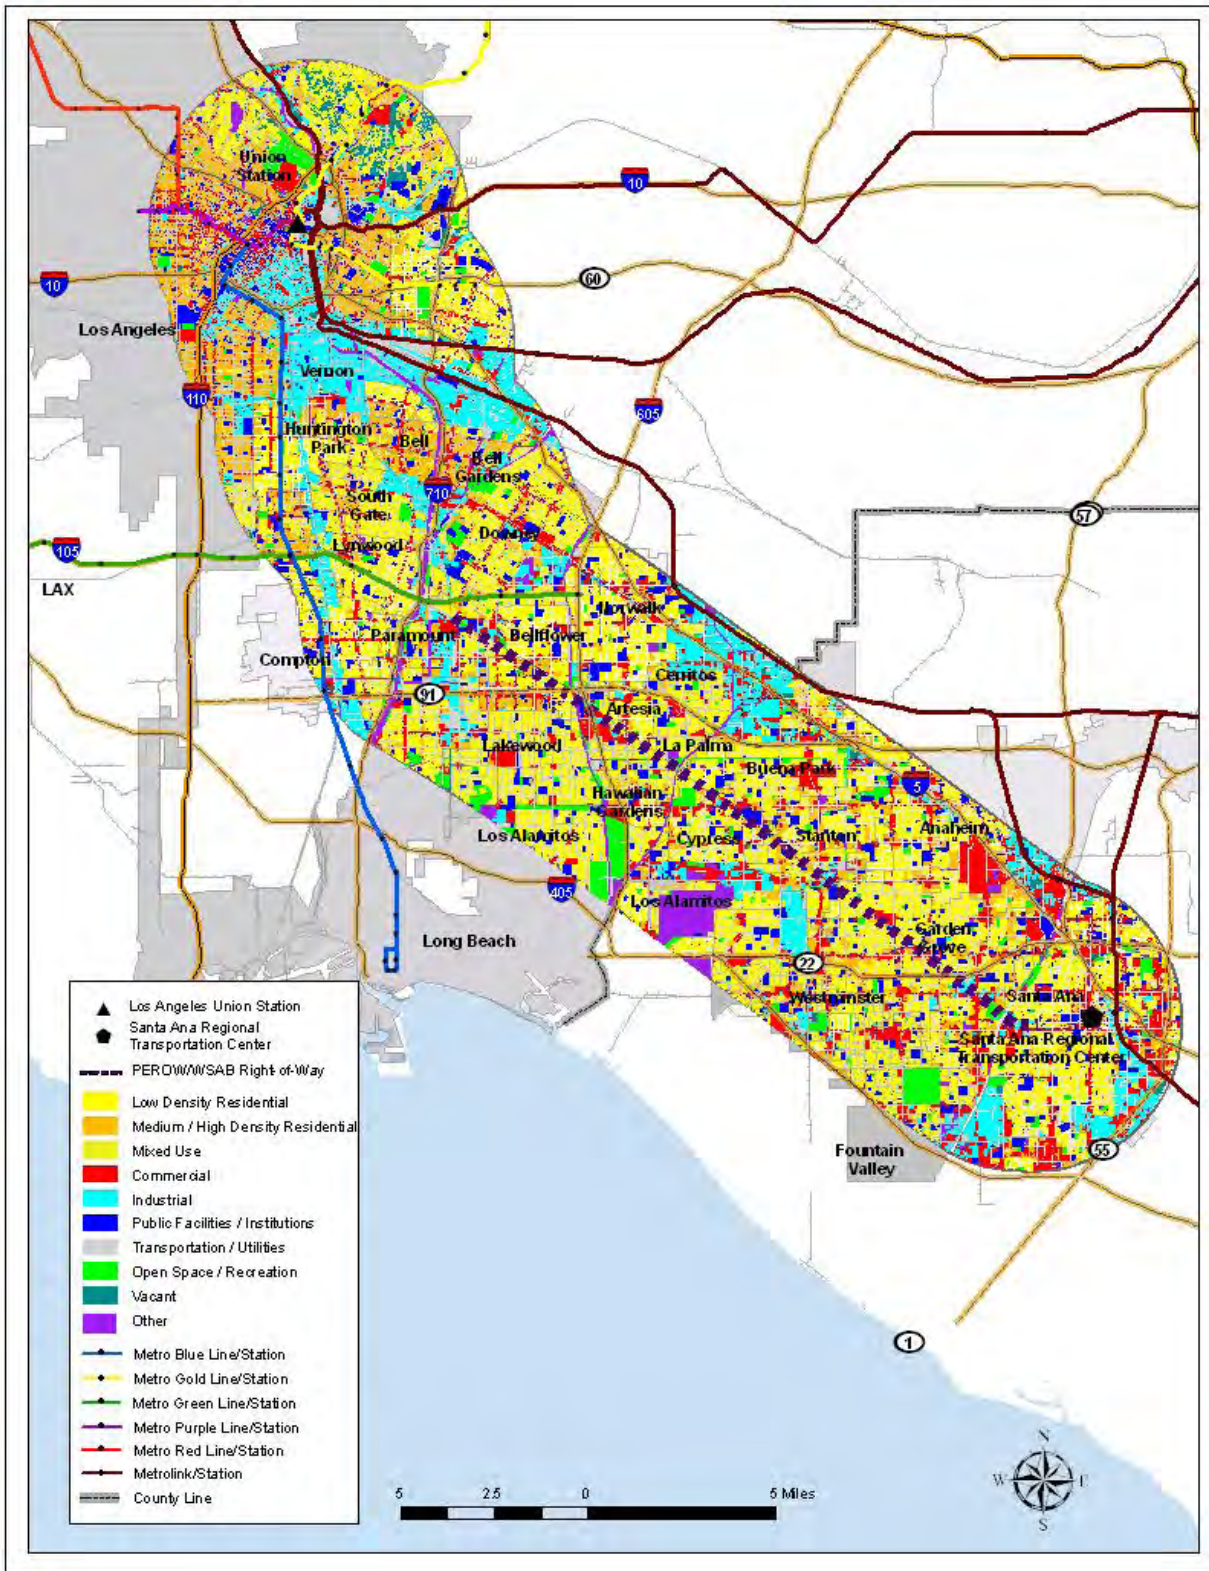 Union
Station
10
10
60
Los Angeles
Vernon
110
605
Huntington
Park
Bell
Bell
Gardens
710
South
Gate
57
Downey
Lynwood
105
LAX
Norwalk
Paramount
Bellflower
Compton
Cerritos
91
Artesia
Lakewood
La Palma
Buena Park
5
Hawaiian
Gardens
Los Alamitos
Cypress
Stanton
Anaheim
405
Los Alamitos
Long Beach
Garden
Grove
22
Westminster
Santa Ana
Santa Ana Regional
Transportation Center
Fountain
Valley
55
1
Los Angeles Union Station
Santa Ana Regional
Transportation Center
PEROW/WSAB Right-of-Way
Low Density Residential
Medium / High Density Residential
Mixed Use
Commercial
Industrial
Public Facilities / Institutions
Transportation / Utilities
Open Space / Recreation
Vacant
Other
Metro Blue Line/Station
Metro Gold Line/Station
Metro Green Line/Station
Metro Purple Line/Station
Metro Red Line/Station
Metrolink/Station
County Line
5 2.5 0 5 Miles
N
W E
S